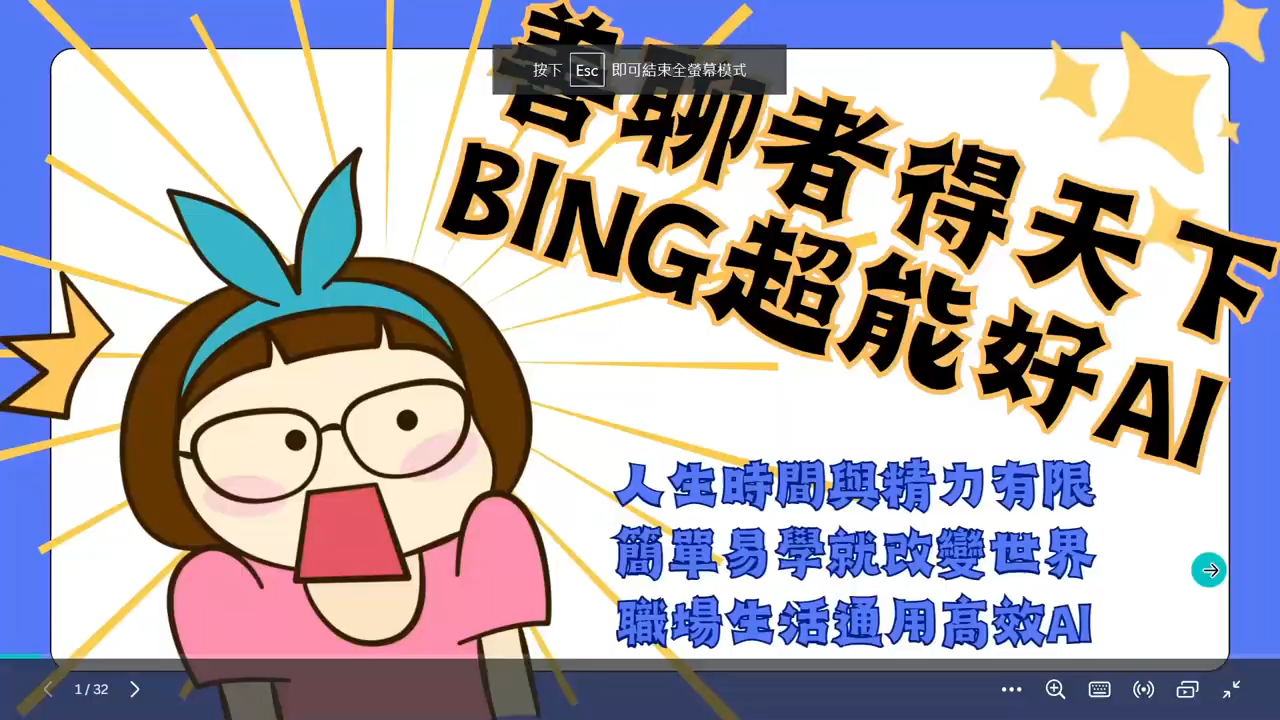 按下 Esc 即可結束全螢幕模式
善聊者得天下
BING超能好AI
人生時間與精力有限
簡單易學就改變世界
職場生活通用高效AI
1 / 32